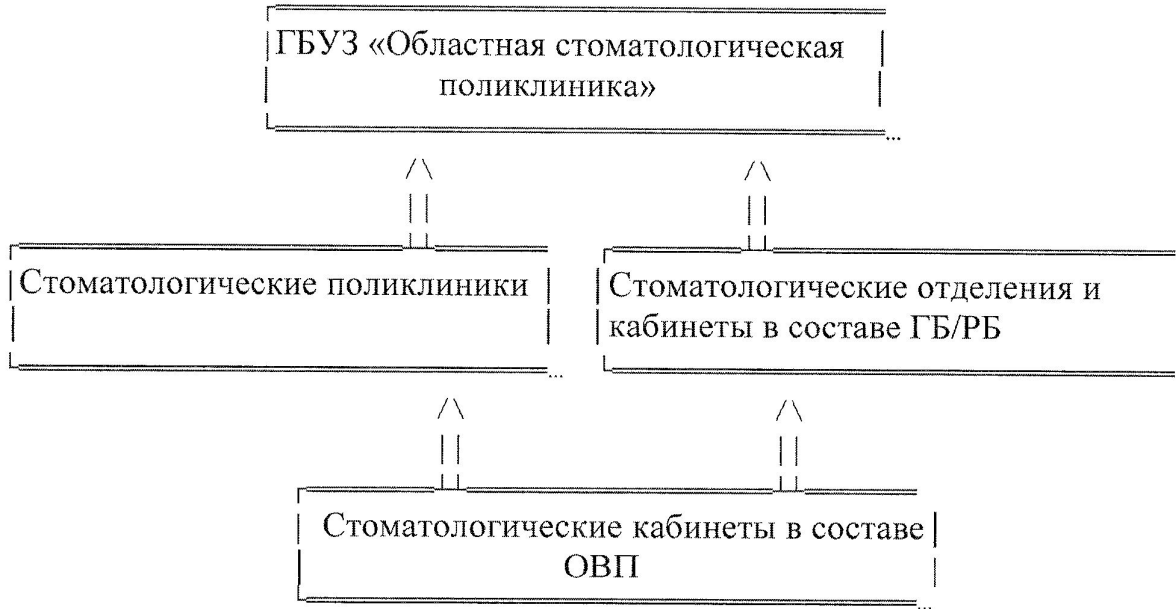 ГБУЗ «Областная стоматологическая
поликлиника»
Стоматологические поликлиники
Стоматологические отделения и
кабинеты в составе ГБ/РБ
Стоматологические кабинеты в составе
ОВП